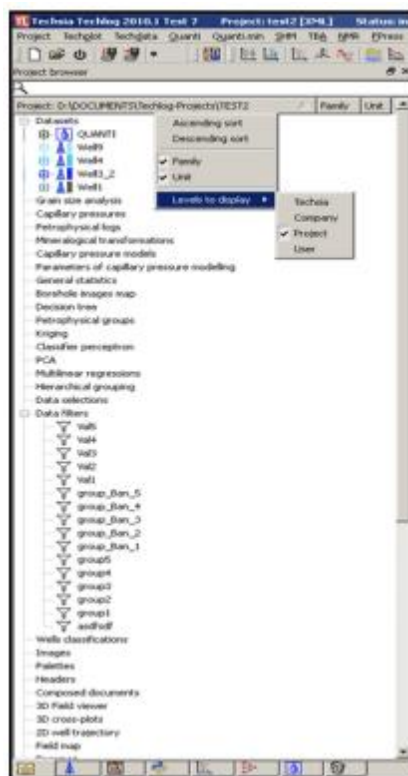 Techsia Techlog 2010.1 Test 7 Project: test2 [XML] Status: in
Project Techplot Techdata Quanti Quanti.min SHM TBA NMR EPress
Project browser
Project: D:\DOCUMENTS\Techlog-Projects\TEST2 Family Unit
Ascending sort
Descending sort
Family
Unit
Levels to display
Techsia
Company
Project
User
Datasets
QUANTI
Well5
Well4
Well3_2
Well1
Grain size analysis
Capillary pressures
Petrophysical logs
Mineralogical transformations
Capillary pressure models
Parameters of capillary pressure modelling
General statistics
Borehole images map
Decision tree
Petrophysical groups
Kriging
Classifier perceptron
PCA
Multilinear regressions
Hierarchical grouping
Data selections
Data filters
Val5
Val4
Val3
Val2
Val1
group_Ban_5
group_Ban_4
group_Ban_3
group_Ban_2
group_Ban_1
group5
group4
group3
group2
group1
asdfsdf
Wells classifications
Images
Palettes
Headers
Composed documents
3D Field viewer
3D cross-plots
2D well trajectory
Field map